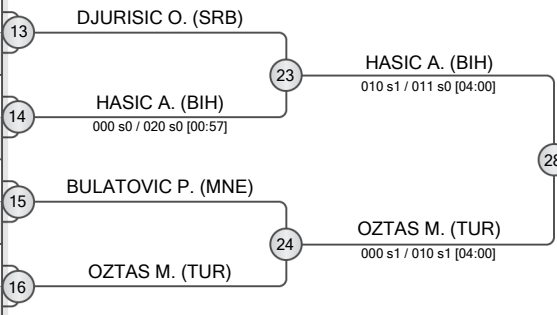 DJURISIC O. (SRB)
13
23
HASIC A. (BIH)
010 s1 / 011 s0 [04:00]
HASIC A. (BIH)
14
000 s0 / 020 s0 [00:57]
28
BULATOVIC P. (MNE)
15
24
OZTAS M. (TUR)
000 s1 / 010 s1 [04:00]
OZTAS M. (TUR)
16